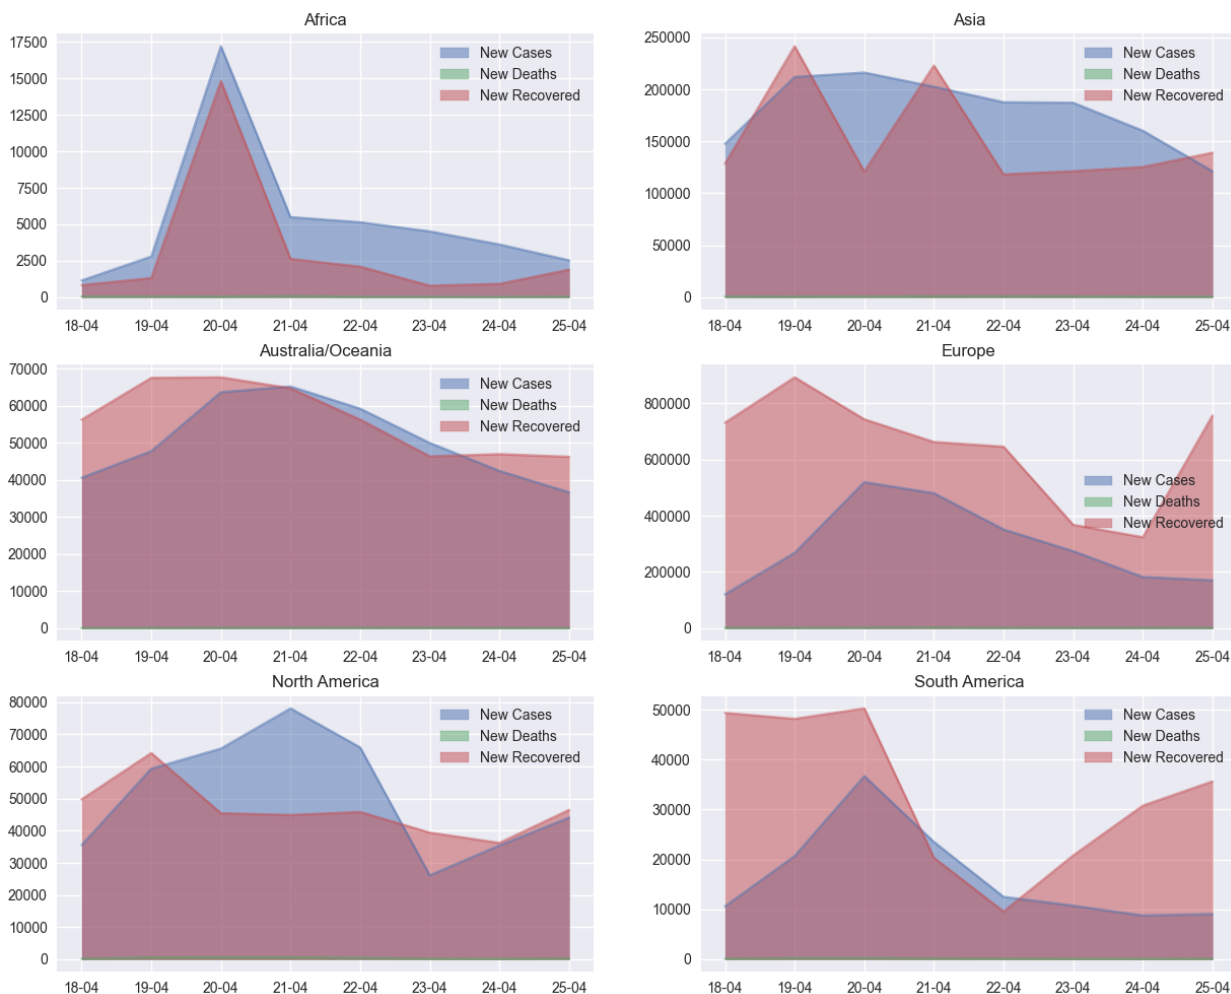 Africa
17500
15000
12500
10000
7500
5000
2500
0
New Cases
New Deaths
New Recovered
18-04 19-04 20-04 21-04 22-04 23-04 24-04 25-04
Asia
250000
200000
150000
100000
50000
0
New Cases
New Deaths
New Recovered
18-04 19-04 20-04 21-04 22-04 23-04 24-04 25-04
Australia/Oceania
70000
60000
50000
40000
30000
20000
10000
0
New Cases
New Deaths
New Recovered
18-04 19-04 20-04 21-04 22-04 23-04 24-04 25-04
Europe
800000
600000
400000
200000
0
New Cases
New Deaths
New Recovered
18-04 19-04 20-04 21-04 22-04 23-04 24-04 25-04
North America
80000
70000
60000
50000
40000
30000
20000
10000
0
New Cases
New Deaths
New Recovered
18-04 19-04 20-04 21-04 22-04 23-04 24-04 25-04
South America
50000
40000
30000
20000
10000
0
New Cases
New Deaths
New Recovered
18-04 19-04 20-04 21-04 22-04 23-04 24-04 25-04